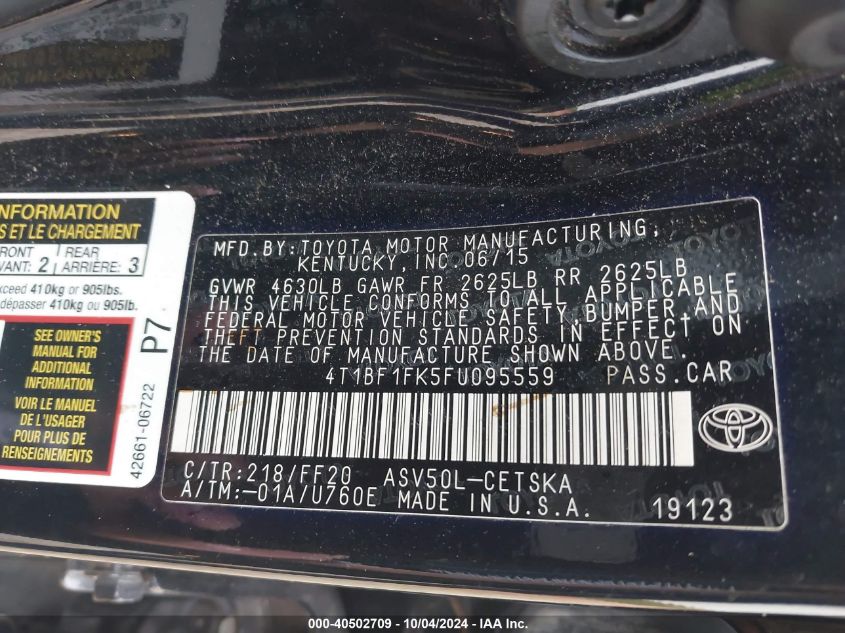 NFORMATION
S ET LE CHARGEMENT
FRONT
VANT: 2
REAR
ARRIÈRE: 3
xceed 410kg or 905lbs.
dépasser 410kg ou 905lb.
SEE OWNER'S
MANUAL FOR
ADDITIONAL
INFORMATION
VOIR LE MANUEL
DE L'USAGER
POUR PLUS DE
RENSEIGNEMENTS
P7
42661-06722
MFD.BY:TOYOTA MOTOR MANUFACTURING,
KENTUCKY,INC.06/15
GVWR 4630LB GAWR FR 2625LB RR 2625LB
THIS VEHICLE CONFORMS TO ALL APPLICABLE
FEDERAL MOTOR VEHICLE SAFETY,BUMPER,AND
THEFT PREVENTION STANDARDS IN EFFECT ON
THE DATE OF MANUFACTURE SHOWN ABOVE.
4T1BF1FK5FU095559 PASS.CAR
C/TR:218/FF20 ASV50L-CETSKA
A/TM:-01A/U760E MADE IN U.S.A. 19123
TOYOTA
000-40502709 - 10/04/2024 - IAA Inc.